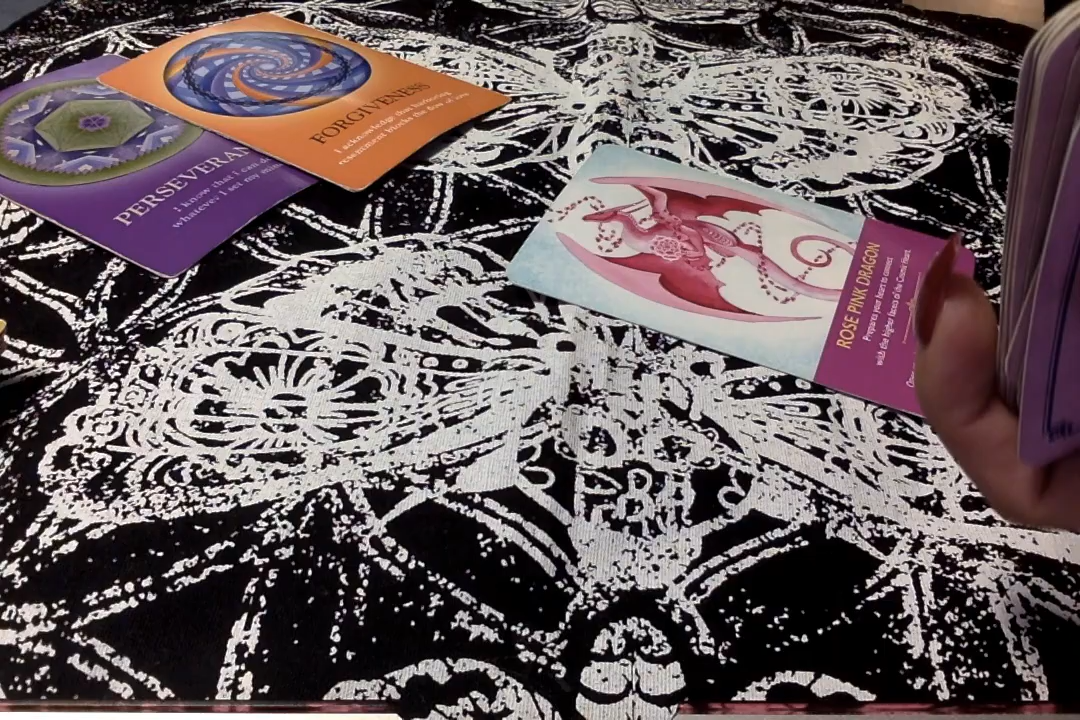 PERSEVERAN
I know that I can d
whatever I set my min
FORGIVENESS
I acknowledge that harboring
resentment blocks the flow of love
ROSE PINK DRAGON
Prepares your heart to connect
with the higher facets of the Cosmic Heart